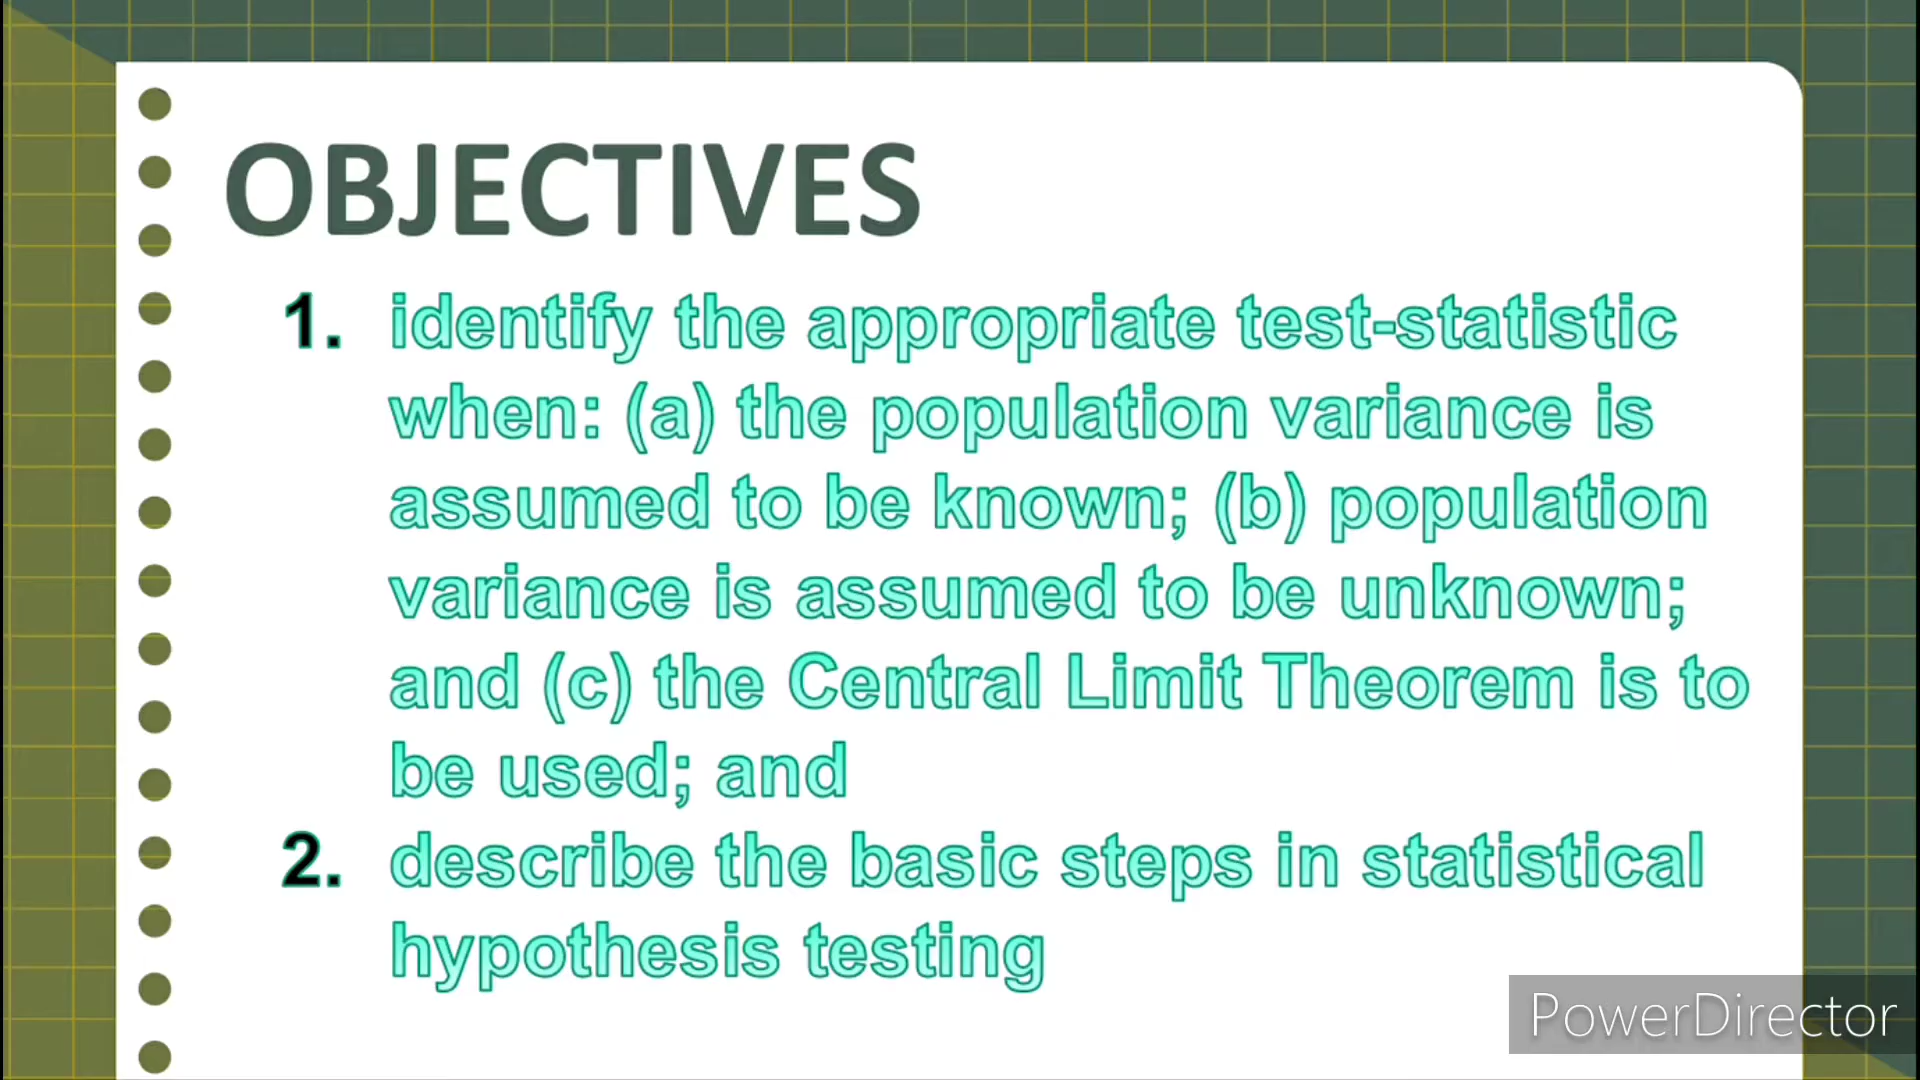 OBJECTIVES
1. identify the appropriate test-statistic
when: (a) the population variance is
assumed to be known; (b) population
variance is assumed to be unknown;
and (c) the Central Limit Theorem is to
be used; and
2. describe the basic steps in statistical
hypothesis testing
PowerDirector